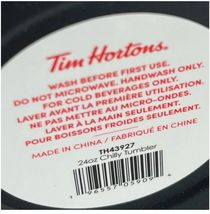 Tim Hortons.
WASH BEFORE FIRST USE.
DO NOT MICROWAVE. HANDWASH ONLY.
FOR COLD BEVERAGES ONLY.
LAVER AVANT LA PREMIÈRE UTILISATION.
NE PAS METTRE AU MICRO-ONDES.
LAVER À LA MAIN SEULEMENT.
POUR BOISSONS FROIDES SEULEMENT.
MADE IN CHINA / FABRIQUÉ EN CHINE
TH43927
24oz Chilly Tumbler